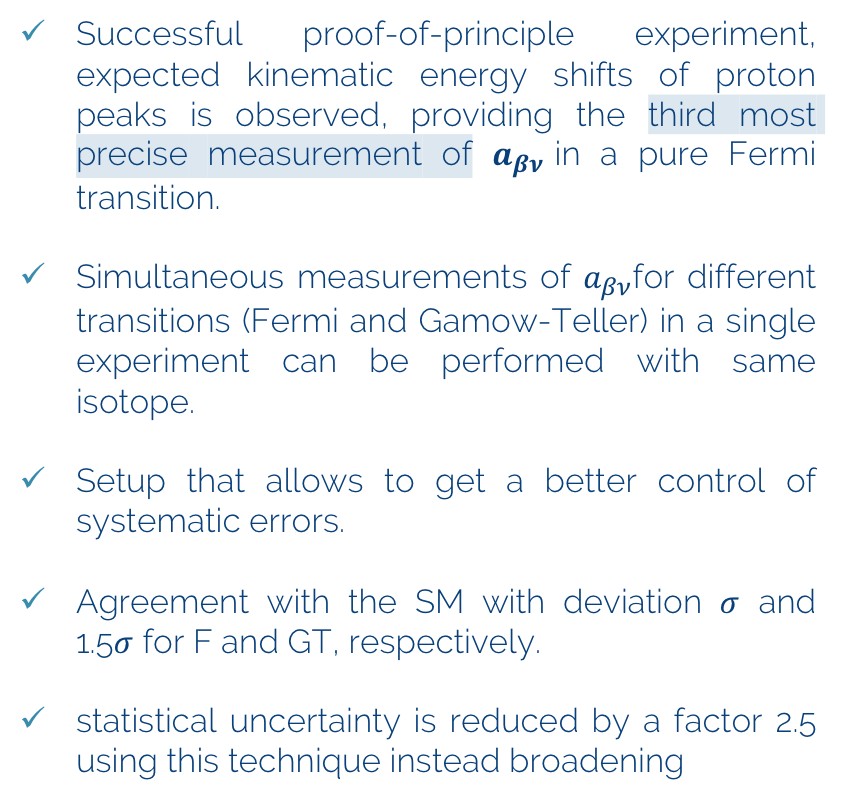 ✓ Successful proof-of-principle experiment,
expected kinematic energy shifts of proton
peaks is observed, providing the third most
precise measurement of aβν in a pure Fermi
transition.
✓ Simultaneous measurements of aβνfor different
transitions (Fermi and Gamow-Teller) in a single
experiment can be performed with same
isotope.
✓ Setup that allows to get a better control of
systematic errors.
✓ Agreement with the SM with deviation σ and
1.5σ for F and GT, respectively.
✓ statistical uncertainty is reduced by a factor 2.5
using this technique instead broadening